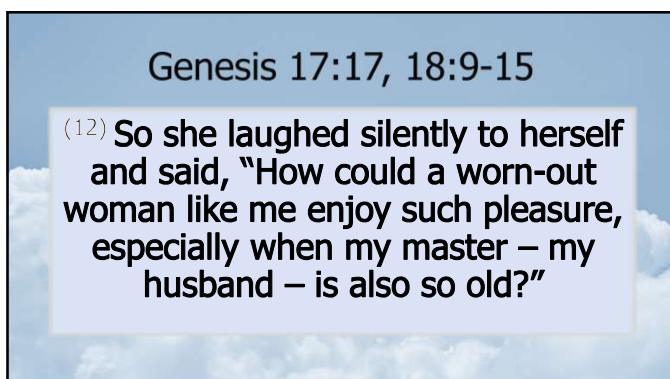 Genesis 17:17, 18:9-15
(12) So she laughed silently to herself
and said, “How could a worn-out
woman like me enjoy such pleasure,
especially when my master – my
husband – is also so old?”